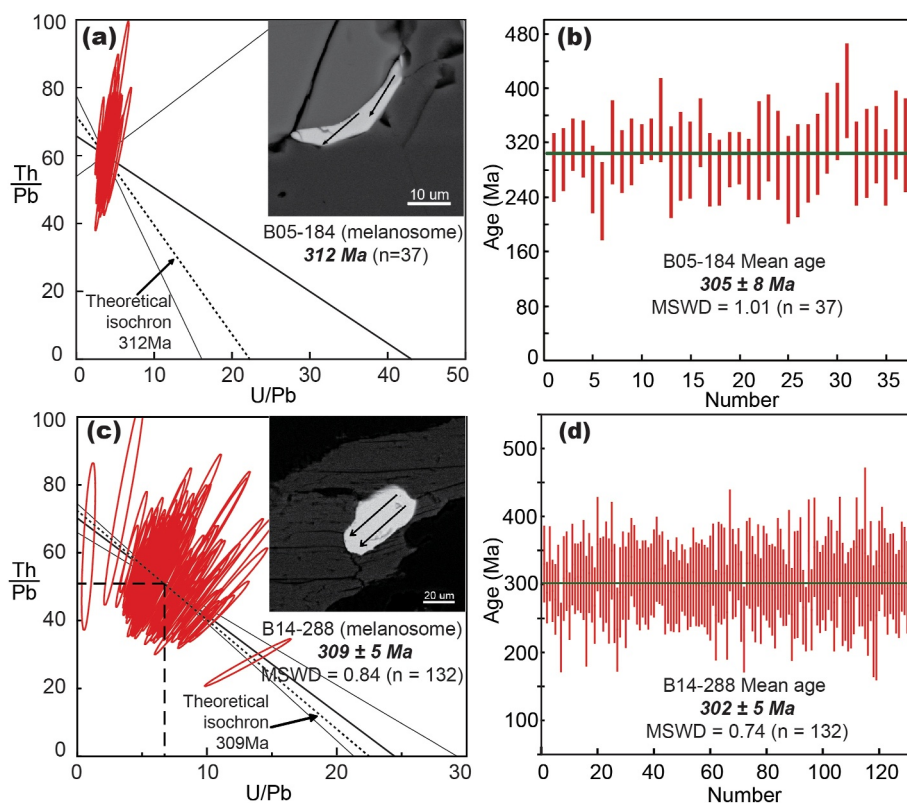 (a)
100
80
60
40
20
0
Th
Pb
0 10 20 30 40 50
U/Pb
10 um
B05-184 (melanosome)
312 Ma (n=37)
Theoretical
isochron
312Ma
(b)
480
400
320
240
160
80
0
Age (Ma)
0 5 10 15 20 25 30 35
Number
B05-184 Mean age
305 ± 8 Ma
MSWD = 1.01 (n = 37)
(c)
100
80
60
40
20
0
Th
Pb
0 10 20 30
U/Pb
20 um
B14-288 (melanosome)
309 ± 5 Ma
MSWD = 0.84 (n = 132)
Theoretical
isochron
309Ma
(d)
500
400
300
200
100
Age (Ma)
0 20 40 60 80 100 120
Number
B14-288 Mean age
302 ± 5 Ma
MSWD = 0.74 (n = 132)